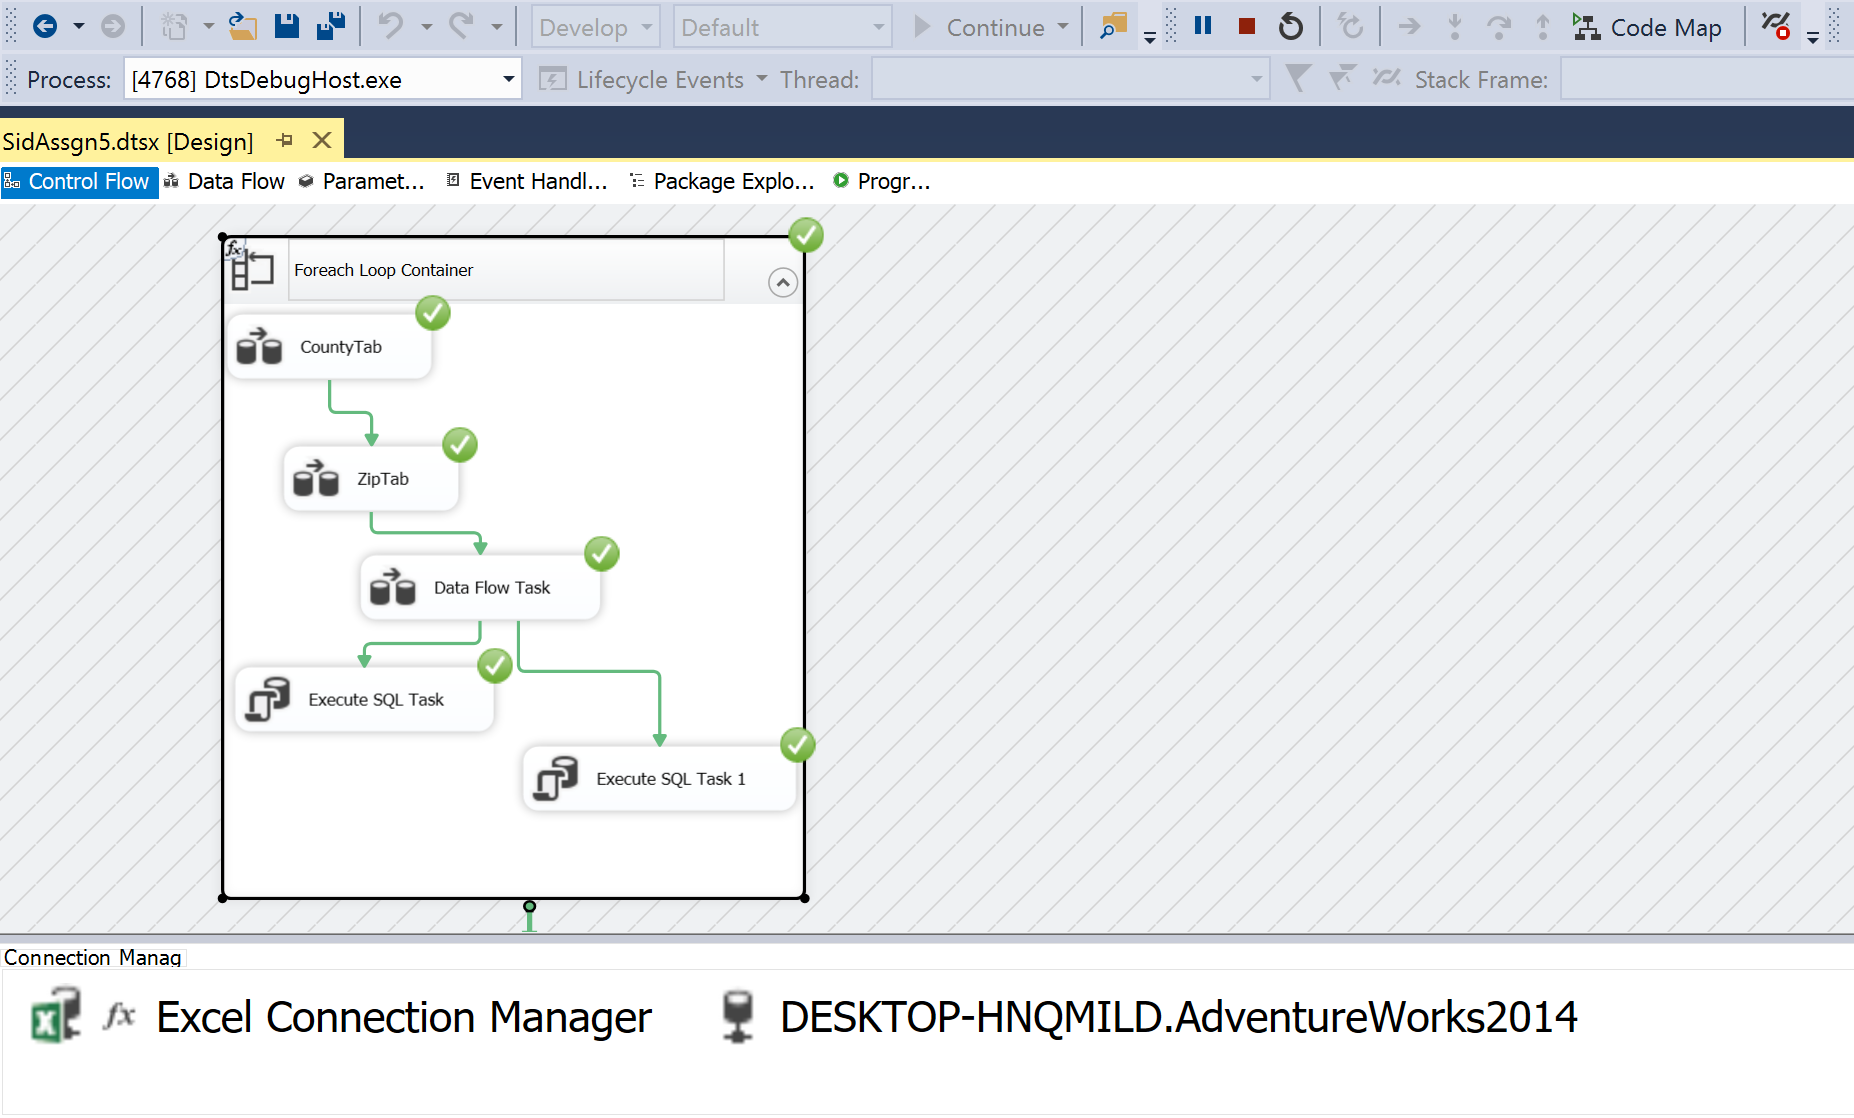 Develop Default Continue Code Map
Process: [4768] DtsDebugHost.exe Lifecycle Events Thread: Stack Frame:
SidAssgn5.dtsx [Design]
Control Flow Data Flow Paramet... Event Handl... Package Explo... Progr...
fx
Foreach Loop Container
CountyTab
ZipTab
Data Flow Task
Execute SQL Task
Execute SQL Task 1
Connection Manag
fx Excel Connection Manager DESKTOP-HNQMILD.AdventureWorks2014